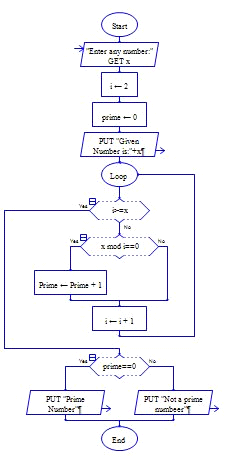 Start
"Enter any number:"
GET x
i ← 2
prime ← 0
PUT "Given
Number is:"+x¶
Loop
i>=x
Yes
No
x mod i==0
Yes
No
Prime ← Prime + 1
i ← i + 1
prime==0
Yes
No
PUT "Prime
Number"¶
PUT "Not a prime
number"¶
End